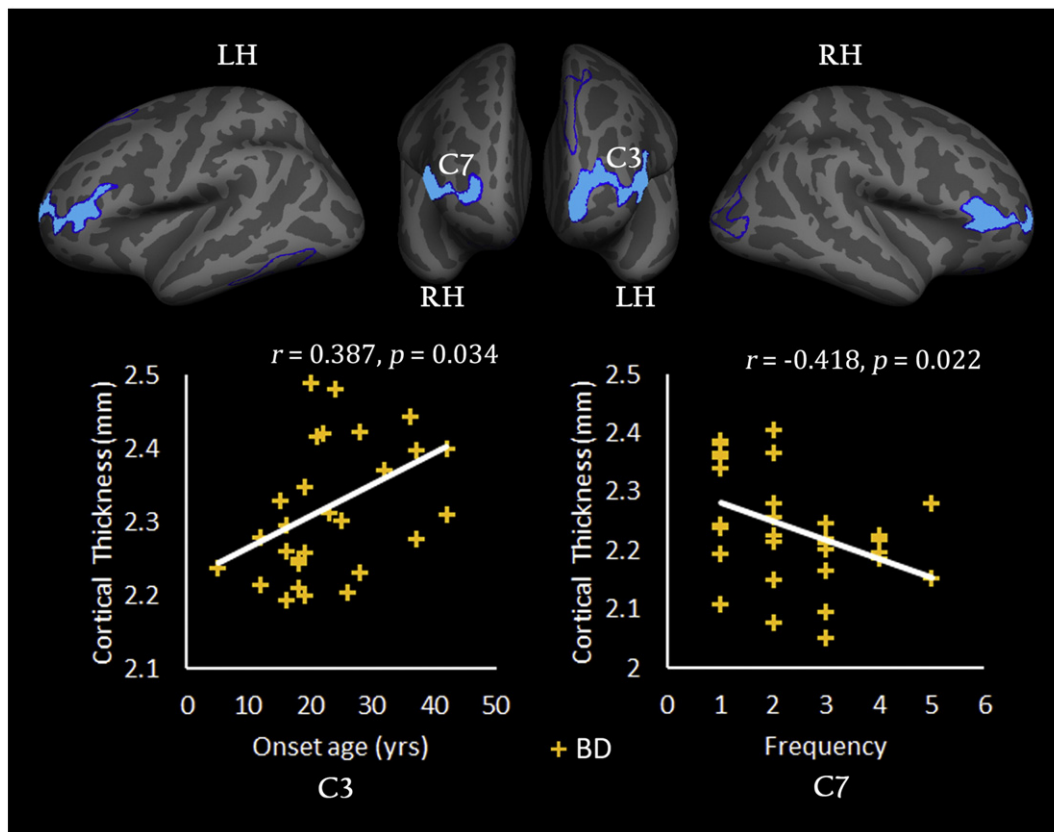 LH
RH
C7
C3
RH
LH
r = 0.387, p = 0.034
Cortical Thickness (mm)
2.5
2.4
2.3
2.2
2.1
0 10 20 30 40 50
Onset age (yrs)
C3
BD
r = -0.418, p = 0.022
Cortical Thickness (mm)
2.5
2.4
2.3
2.2
2.1
2
0 1 2 3 4 5 6
Frequency
C7